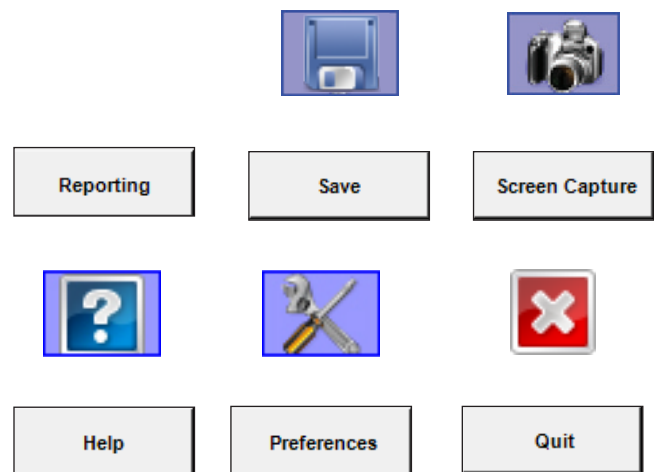 Reporting
Save
Screen Capture
?
Help
Preferences
Quit